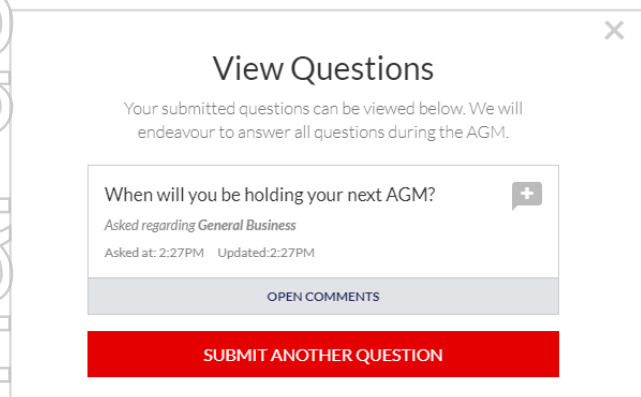 View Questions
Your submitted questions can be viewed below. We will
endeavour to answer all questions during the AGM.
When will you be holding your next AGM?
Asked regarding General Business
Asked at: 2:27PM Updated:2:27PM
OPEN COMMENTS
SUBMIT ANOTHER QUESTION